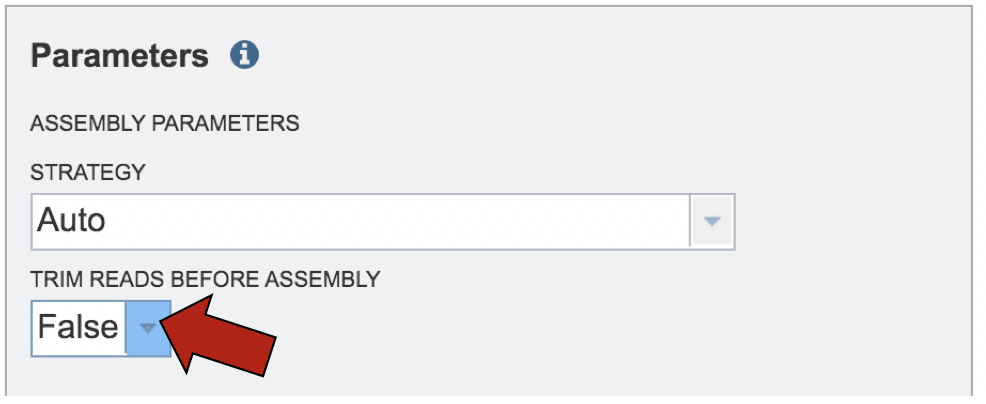 Parameters
ASSEMBLY PARAMETERS
STRATEGY
Auto
TRIM READS BEFORE ASSEMBLY
False